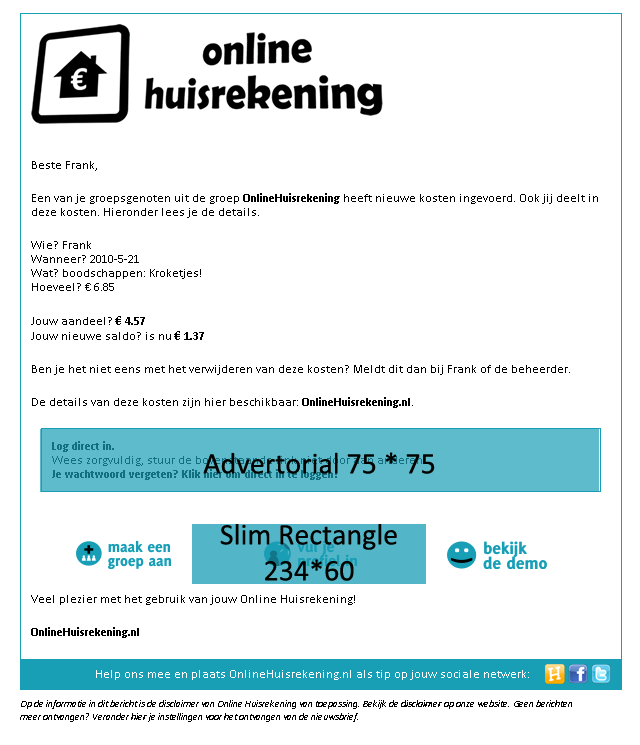 online
huisrekening
Beste Frank,
Een van je groepsgenoten uit de groep OnlineHuisrekening heeft nieuwe kosten ingevoerd. Ook jij deelt in
deze kosten. Hieronder lees je de details.
Wie? Frank
Wanneer? 2010-5-21
Wat? boodschappen: Kroketjes!
Hoeveel? € 6.85
Jouw aandeel? € 4.57
Jouw nieuwe saldo? is nu € 1.37
Ben je het niet eens met het verwijderen van deze kosten? Meldt dit dan bij Frank of de beheerder.
De details van deze kosten zijn hier beschikbaar: OnlineHuisrekening.nl.
Log direct in.
Wees zorgvuldig, stuur de
Advertorial 75 * 75
Je wachtwoord vergeten? Klik hier om direct in te loggen!
maak een
groep aan
Slim Rectangle
234*60
vul je
profiel in
bekijk
de demo
Veel plezier met het gebruik van jouw Online Huisrekening!
OnlineHuisrekening.nl
Help ons mee en plaats OnlineHuisrekening.nl als tip op jouw sociale netwerk:
Op de informatie in dit bericht is de disclaimer van Online Huisrekening van toepassing. Bekijk de disclaimer op onze website. Geen berichten
meer ontvangen? Verander hier je instellingen voor het ontvangen van de nieuwsbrief.